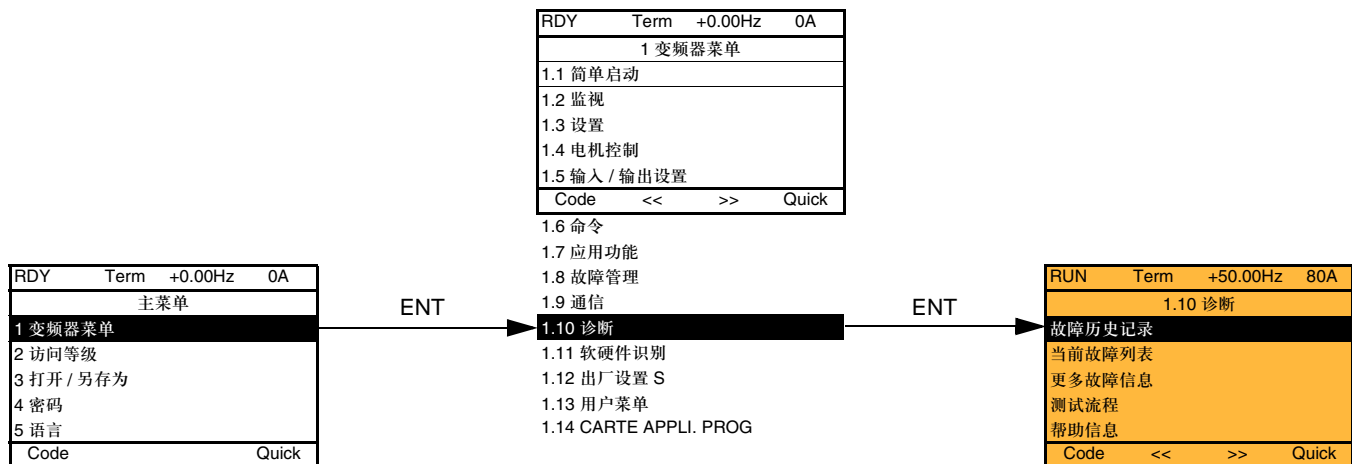 RDY Term +0.00Hz 0A
1 变频器菜单
1.1 简单启动
1.2 监视
1.3 设置
1.4 电机控制
1.5 输入 / 输出设置
Code << >> Quick
1.6 命令
1.7 应用功能
1.8 故障管理
1.9 通信
1.10 诊断
1.11 软硬件识别
1.12 出厂设置 S
1.13 用户菜单
1.14 CARTE APPLI. PROG
RDY Term +0.00Hz 0A
主菜单
1 变频器菜单
2 访问等级
3 打开 / 另存为
4 密码
5 语言
Code Quick
ENT
ENT
RUN Term +50.00Hz 80A
1.10 诊断
故障历史记录
当前故障列表
更多故障信息
测试流程
帮助信息
Code << >> Quick